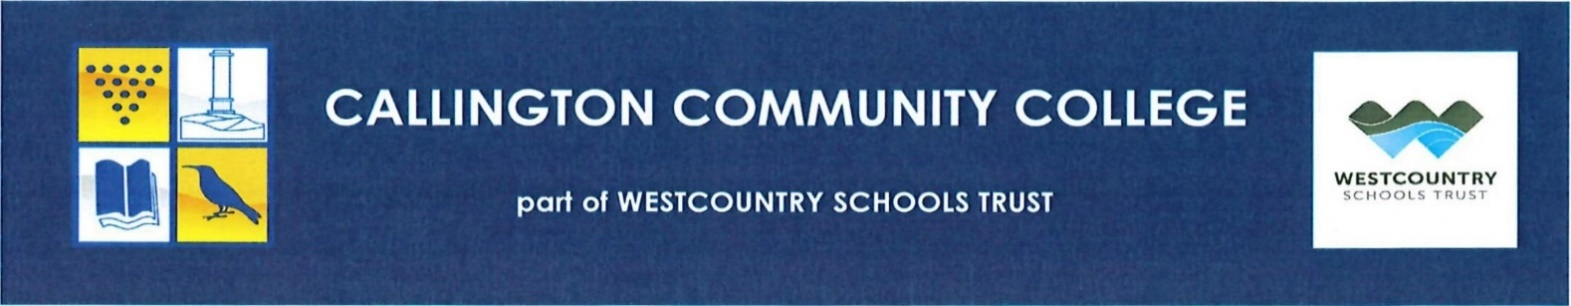 CALLINGTON COMMUNITY COLLEGE
part of WESTCOUNTRY SCHOOLS TRUST
WESTCOUNTRY
SCHOOLS TRUST